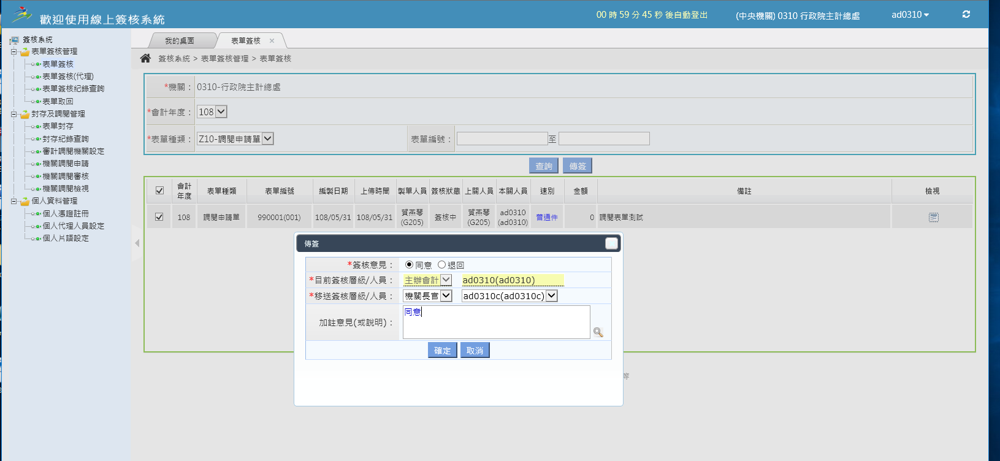 歡迎使用線上簽核系統
00 時 59 分 45 秒 後自動登出
(中央機關) 0310 行政院主計總處
ad0310
簽核系統
表單簽核管理
表單簽核
表單簽核(代理)
表單簽核紀錄查詢
表單取回
封存及調閱管理
表單封存
封存紀錄查詢
審計調閱機關設定
機關調閱申請
機關調閱審核
機關調閱檢視
個人資料管理
個人憑證註冊
個人代理人員設定
個人片語設定
我的桌面
表單簽核 ×
簽核系統 > 表單簽核管理 > 表單簽核
*機關： 0310-行政院主計總處
*會計年度： 108
*表單種類： Z10-調閱申請單 表單編號： 至
查詢 傳簽
會計年度 表單種類 表單編號 編製日期 上傳時間 製單人員 簽核狀態 上關人員 本關人員 速別 金額 備註 檢視
108 調閱申請單 990001(001) 108/05/31 108/05/31 賀燕琴(G205) 簽核中 賀燕琴(G205) ad0310(ad0310) 普通件 0 調閱表單測試
傳簽
*簽核意見： 同意 退回
*目前簽核層級/人員： 主辦會計 ad0310(ad0310)
*移送簽核層級/人員： 機關長官 ad0310c(ad0310c)
加註意見(或說明)： 同意
確定 取消